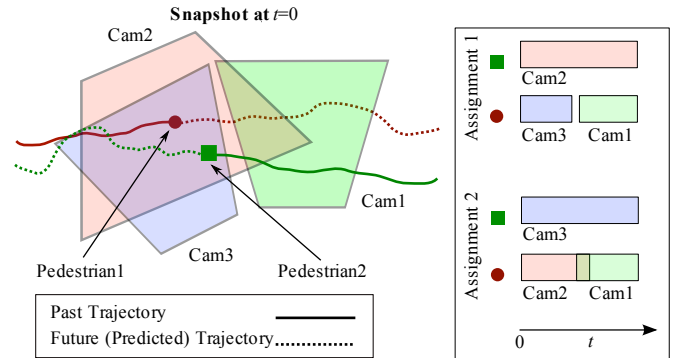 Snapshot at t=0
Cam2
Cam1
Cam3
Pedestrian1
Pedestrian2
Past Trajectory
Future (Predicted) Trajectory
Assignment 1
Cam2
Cam3
Cam1
Assignment 2
Cam3
Cam2
Cam1
0
t